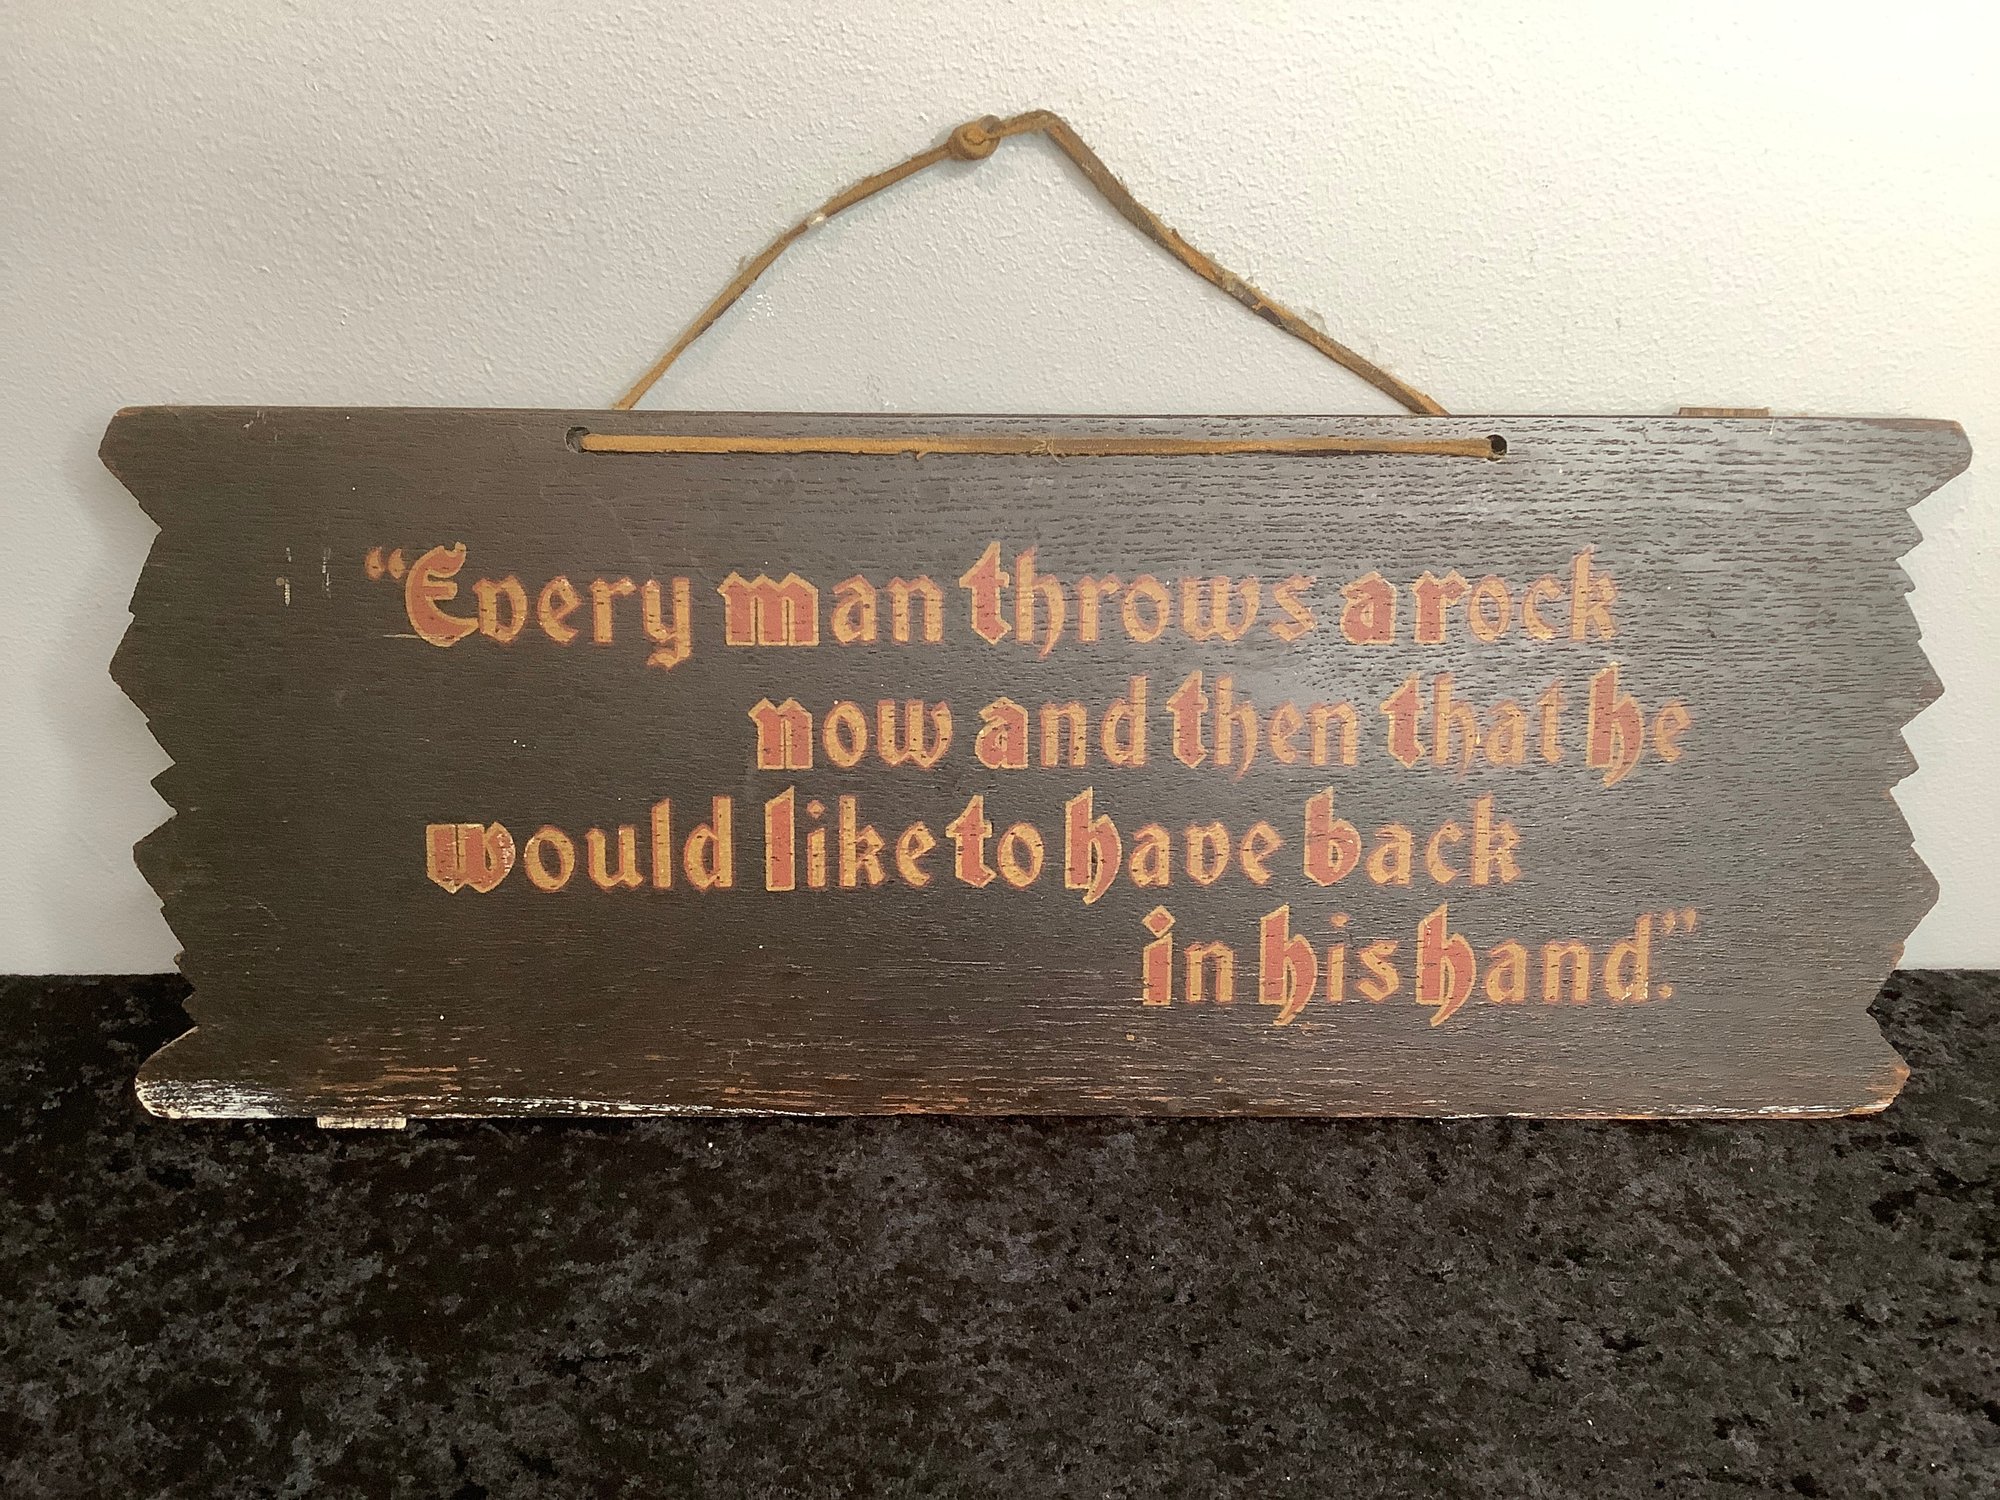 “Every man throws a rock
now and then that he
would like to have back
in his hand.”